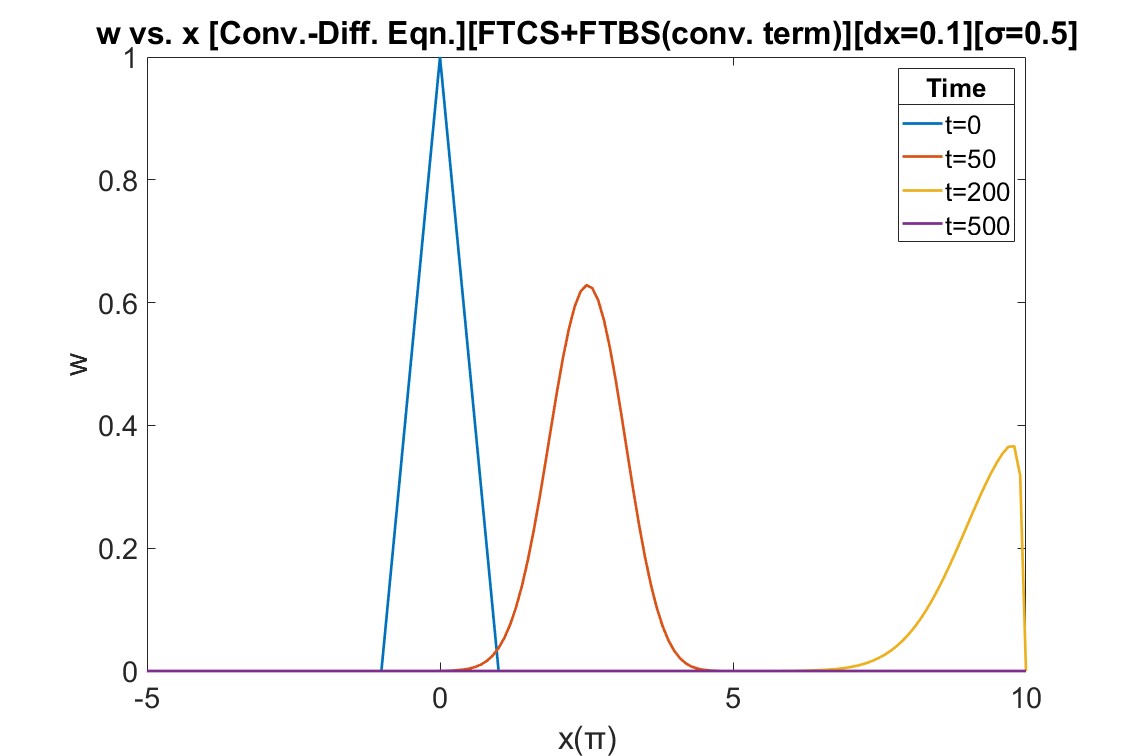 w vs. x [Conv.-Diff. Eqn.][FTCS+FTBS(conv. term)][dx=0.1][σ=0.5]
1
0.8
0.6
0.4
0.2
0
w
Time
t=0
t=50
t=200
t=500
-5
0
5
10
x(π)